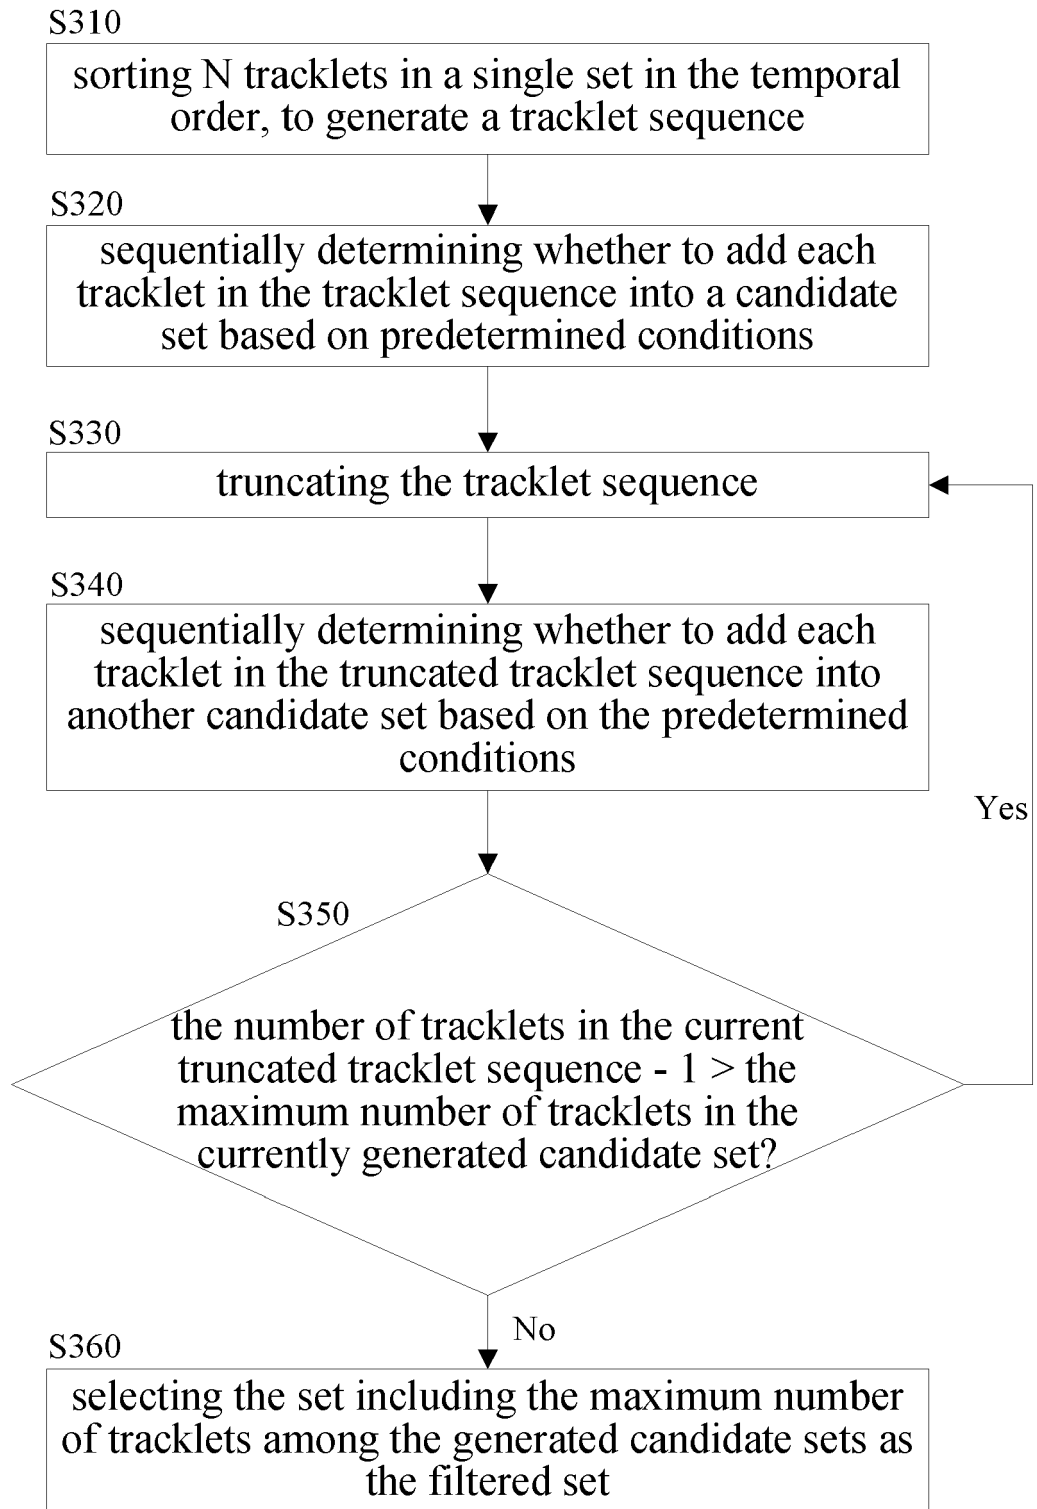 S310
sorting N tracklets in a single set in the temporal
order, to generate a tracklet sequence
S320
sequentially determining whether to add each
tracklet in the tracklet sequence into a candidate
set based on predetermined conditions
S330
truncating the tracklet sequence
S340
sequentially determining whether to add each
tracklet in the truncated tracklet sequence into
another candidate set based on the predetermined
conditions
Yes
S350
the number of tracklets in the current
truncated tracklet sequence - 1 > the
maximum number of tracklets in the
currently generated candidate set?
No
S360
selecting the set including the maximum number
of tracklets among the generated candidate sets as
the filtered set